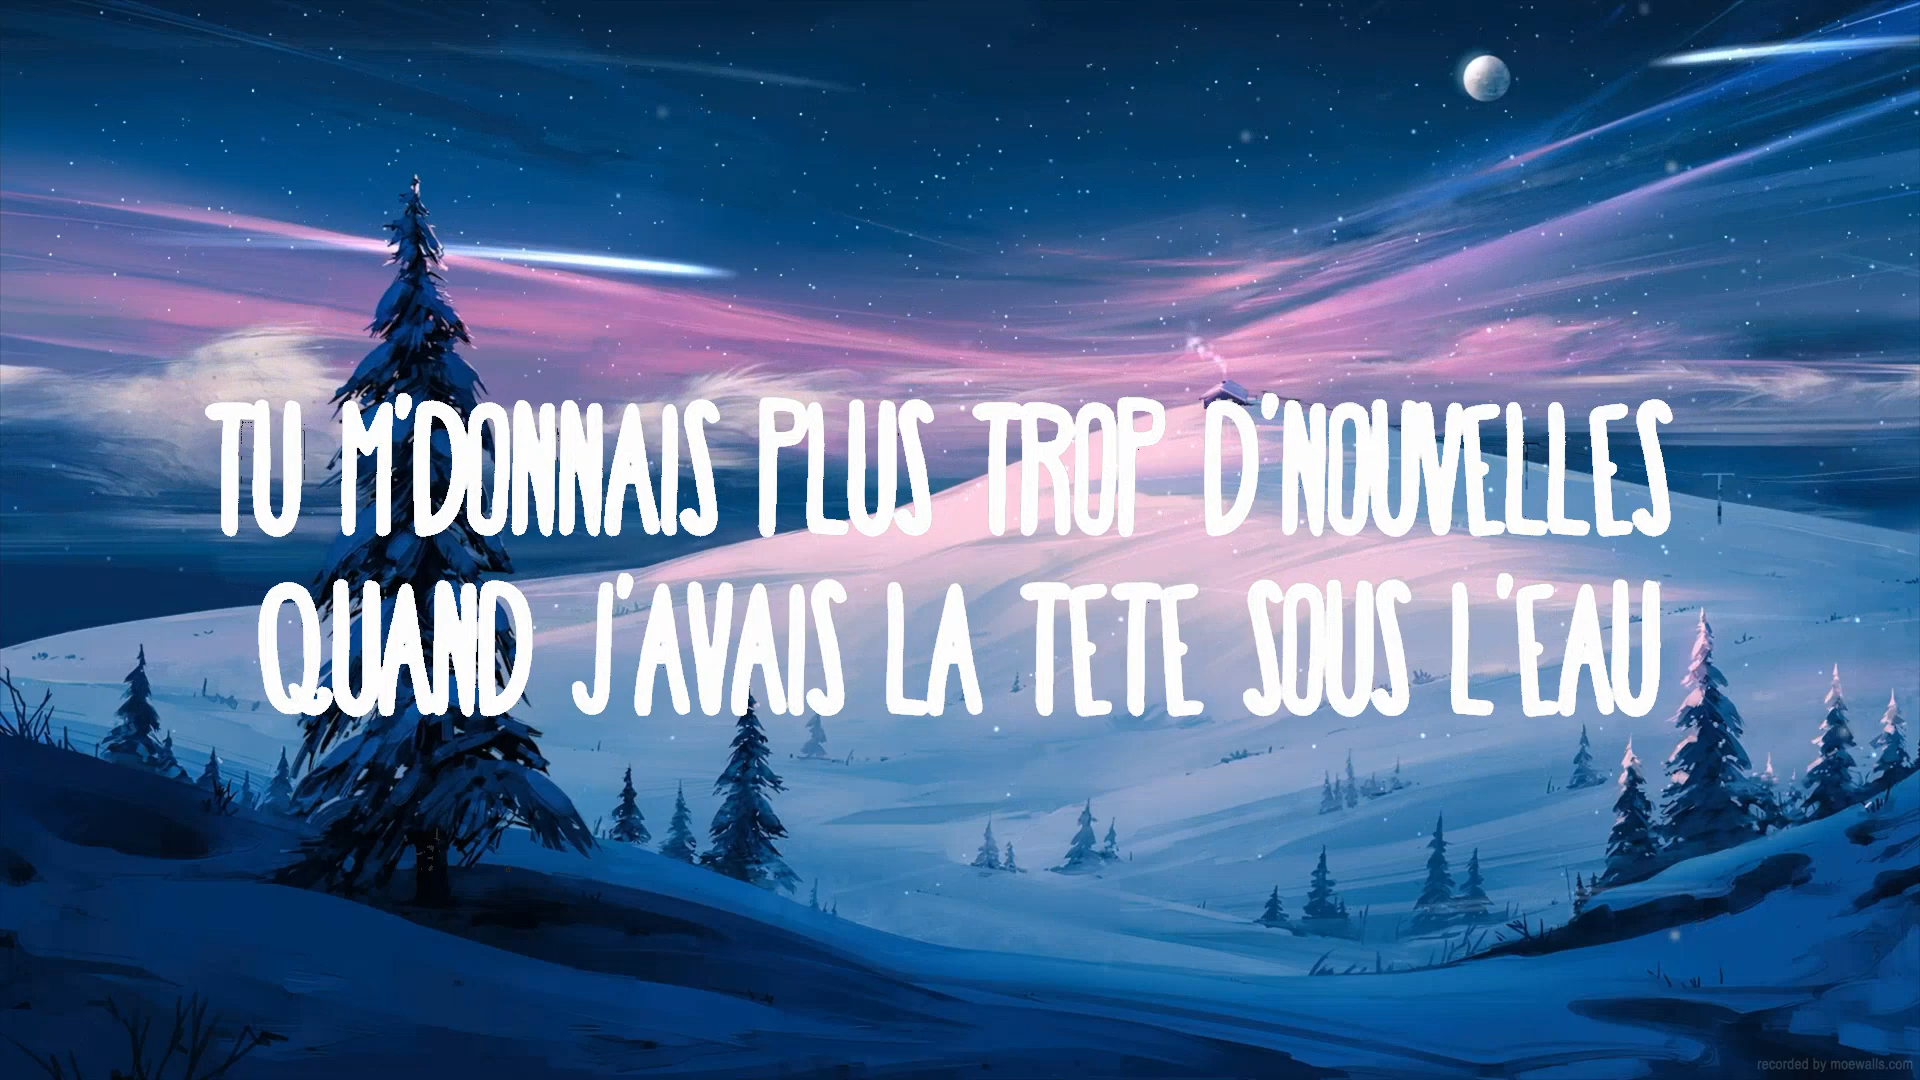 TU M'DONNAIS PLUS TROP D'NOUVELLES
QUAND J'AVAIS LA TETE SOUS L'EAU
recorded by moewalls.com